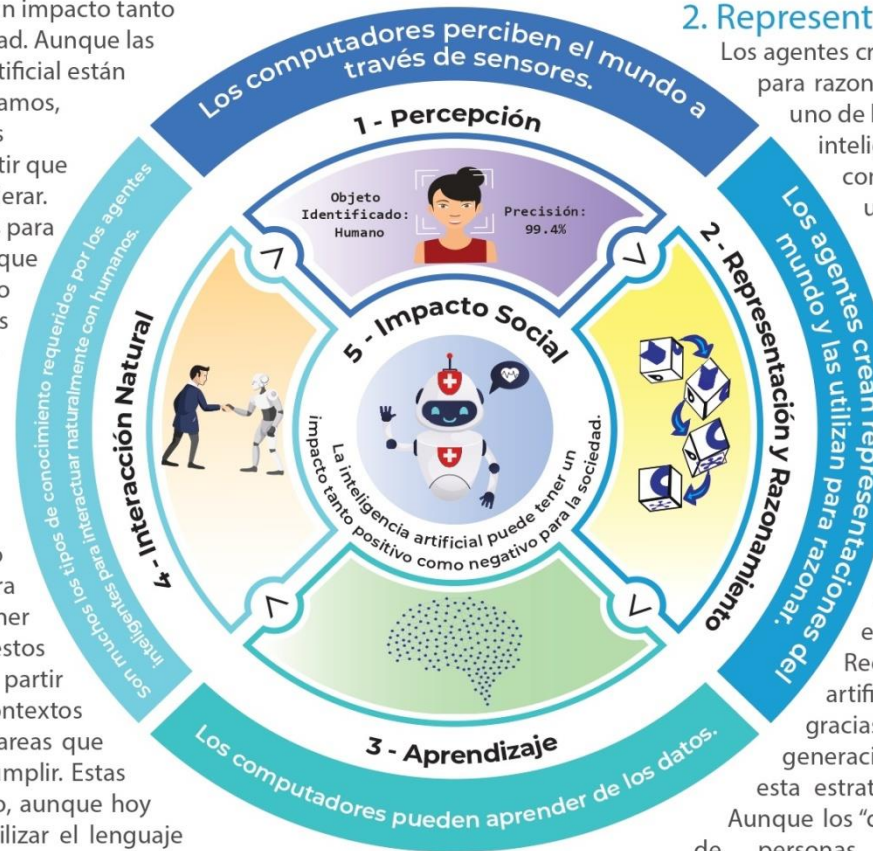 n impacto tanto
ad. Aunque las
tificial están
amos,
s
tir que
erar.
s para
que
o
s
o
ra
ner
estos
partir
ontextos
areas que
mplir. Estas
o, aunque hoy
ilizar el lenguaje
Los computadores perciben el mundo a
través de sensores.
1 - Percepción
Objeto
Identificado:
Humano
Precisión:
99.4%
Los agentes crean representaciones del
mundo y las utilizan para razonar.
2 - Representación y Razonamiento
3 - Aprendizaje
Los computadores pueden aprender de los datos.
Son muchos los tipos de conocimiento requeridos por los agentes
inteligentes para interactuar naturalmente con humanos.
4 - Interacción Natural
5 - Impacto Social
La inteligencia artificial puede tener un
impacto tanto positivo como negativo para la sociedad.
2. Represent
Los agentes cr
para razon
uno de l
intelig
con
u
e
Re
artifi
gracias
generaci
esta estrat
Aunque los “
de personas